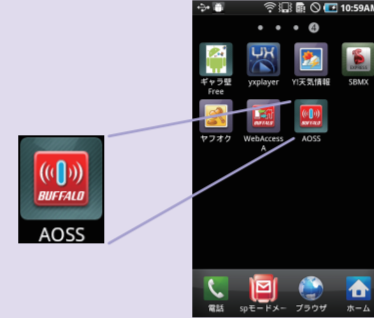 10:59AM
4
ギャラ壁
Free
yxplayer
Y!天気情報
SBMX
ヤフオク
WebAccess
A
AOSS
BUFFALO
AOSS
電話
spモードメー
ブラウザ
ホーム